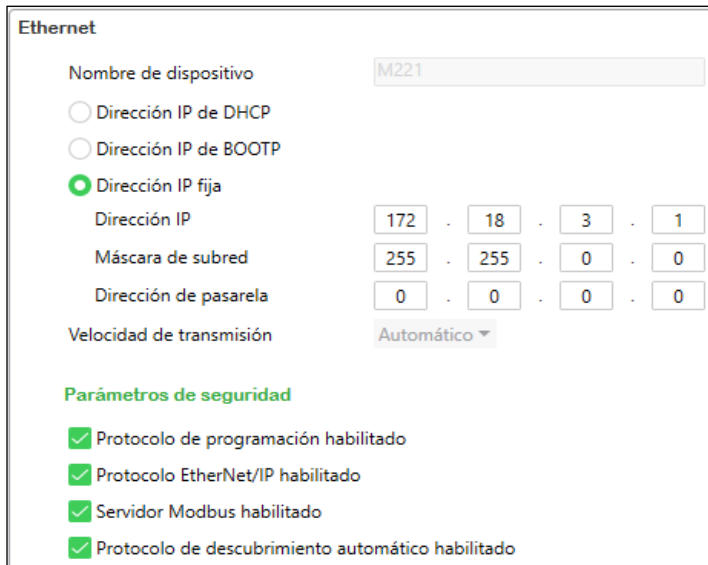 Ethernet
Nombre de dispositivo M221
Dirección IP de DHCP
Dirección IP de BOOTP
Dirección IP fija
Dirección IP 172 . 18 . 3 . 1
Máscara de subred 255 . 255 . 0 . 0
Dirección de pasarela 0 . 0 . 0 . 0
Velocidad de transmisión Automático
Parámetros de seguridad
Protocolo de programación habilitado
Protocolo EtherNet/IP habilitado
Servidor Modbus habilitado
Protocolo de descubrimiento automático habilitado